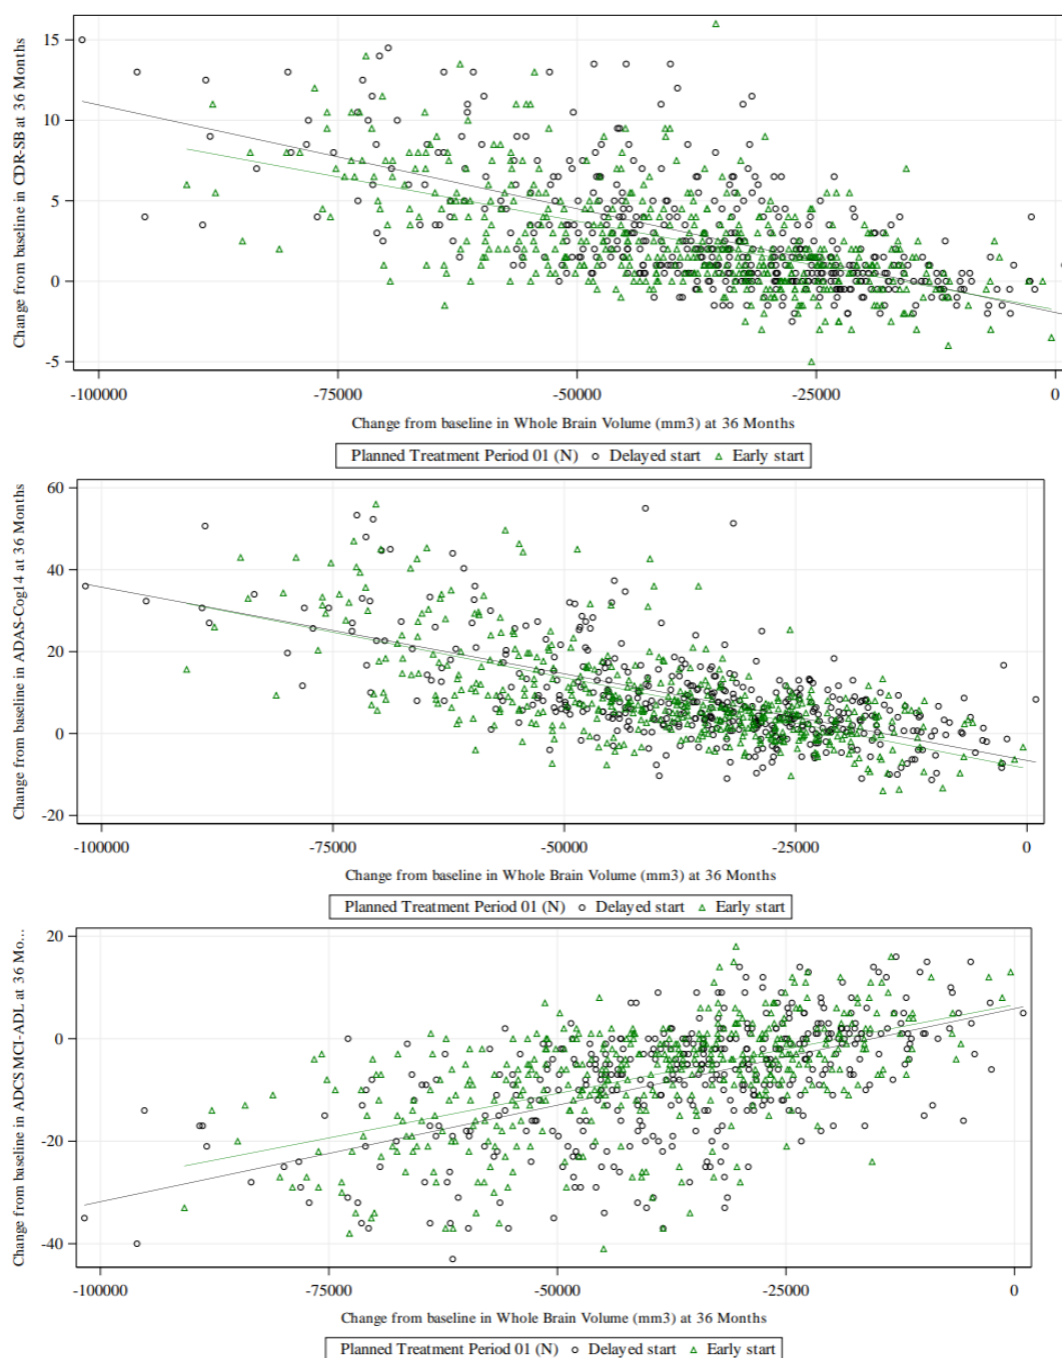 Change from baseline in CDR-SB at 36 Months
15
10
5
0
-5
-100000 -75000 -50000 -25000 0
Change from baseline in Whole Brain Volume (mm3) at 36 Months
Planned Treatment Period 01 (N) Delayed start Early start
Change from baseline in ADAS-Cog14 at 36 Months
60
40
20
0
-20
-100000 -75000 -50000 -25000 0
Change from baseline in Whole Brain Volume (mm3) at 36 Months
Planned Treatment Period 01 (N) Delayed start Early start
Change from baseline in ADCS MCI-ADL at 36 Mo...
20
0
-20
-40
-100000 -75000 -50000 -25000 0
Change from baseline in Whole Brain Volume (mm3) at 36 Months
Planned Treatment Period 01 (N) Delayed start Early start